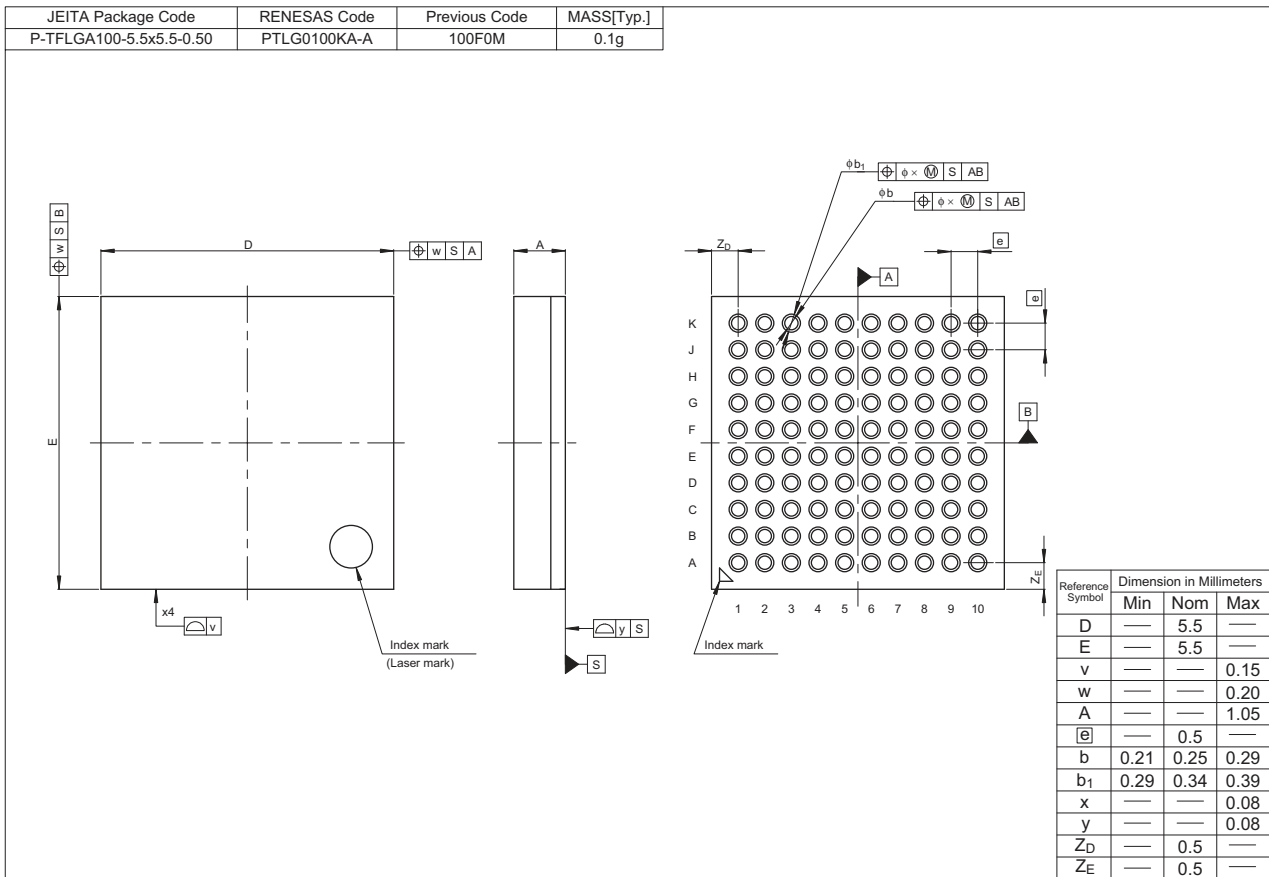 JEITA Package Code RENESAS Code Previous Code MASS[Typ.]
P-TFLGA100-5.5x5.5-0.50 PTLG0100KA-A 100F0M 0.1g
φb1 ⌖ φ × Ⓜ S AB
φb ⌖ φ × Ⓜ S AB
⌖ w S B
D
⌖ w S A
A
ZD
A
e
e
E
B
K
J
H
G
F
E
D
C
B
A
ZE
1 2 3 4 5 6 7 8 9 10
x4
⌓ v
Index mark
(Laser mark)
⌓ y S
S
Index mark
Reference Symbol Dimension in Millimeters
Min Nom Max
D — 5.5 —
E — 5.5 —
v — — 0.15
w — — 0.20
A — — 1.05
e — 0.5 —
b 0.21 0.25 0.29
b1 0.29 0.34 0.39
x — — 0.08
y — — 0.08
ZD — 0.5 —
ZE — 0.5 —